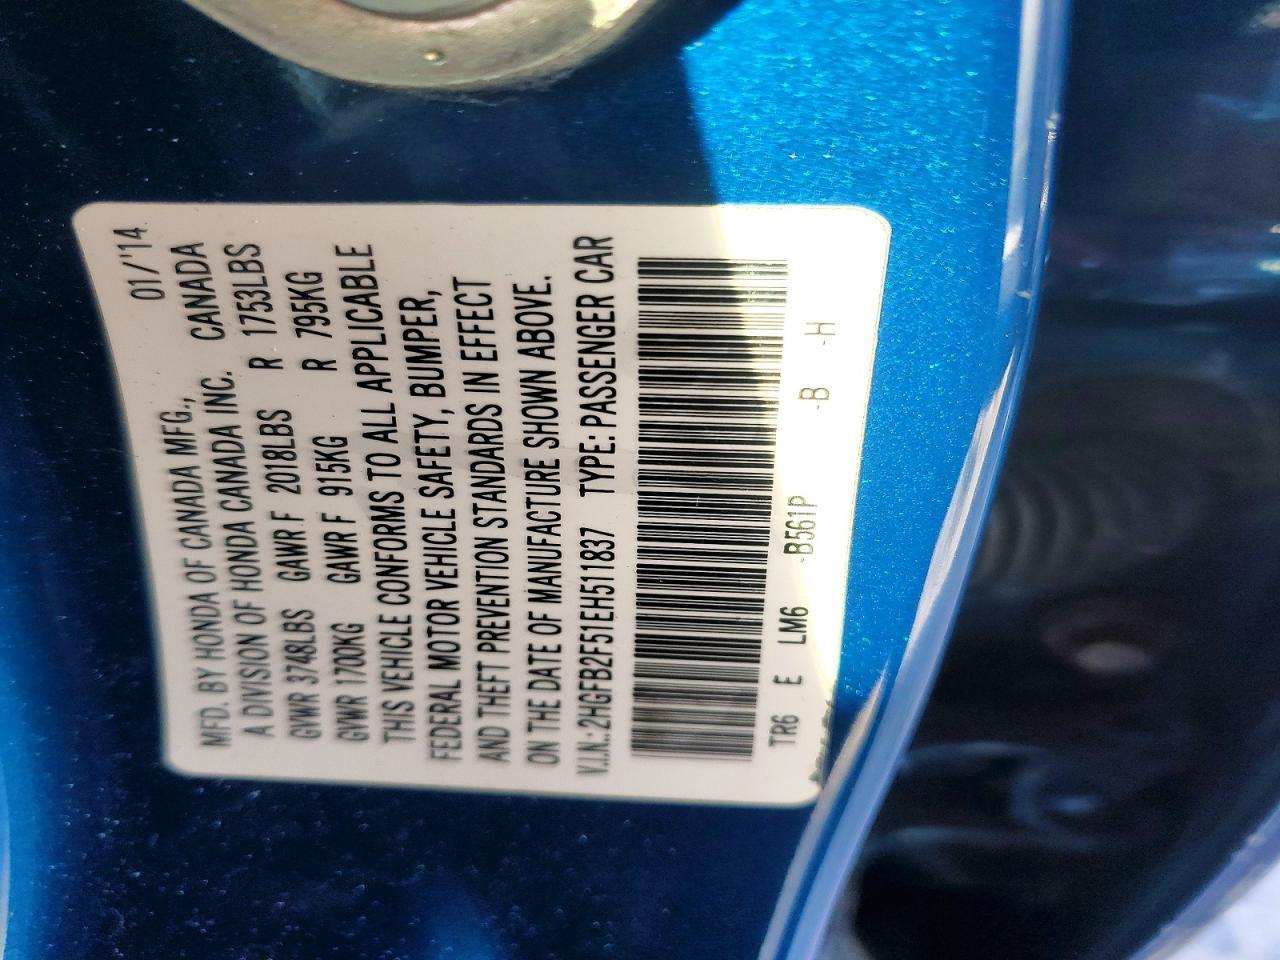 01/'14
MFD. BY HONDA OF CANADA MFG., CANADA
A DIVISION OF HONDA CANADA INC.
GVWR 3748LBS GAWR F 2018LBS R 1753LBS
GVWR 1700KG GAWR F 915KG R 795KG
THIS VEHICLE CONFORMS TO ALL APPLICABLE
FEDERAL MOTOR VEHICLE SAFETY, BUMPER,
AND THEFT PREVENTION STANDARDS IN EFFECT
ON THE DATE OF MANUFACTURE SHOWN ABOVE.
V.I.N.: 2HGFB2F51EH511837 TYPE: PASSENGER CAR
TR6 E LM6 -B561P -B -H